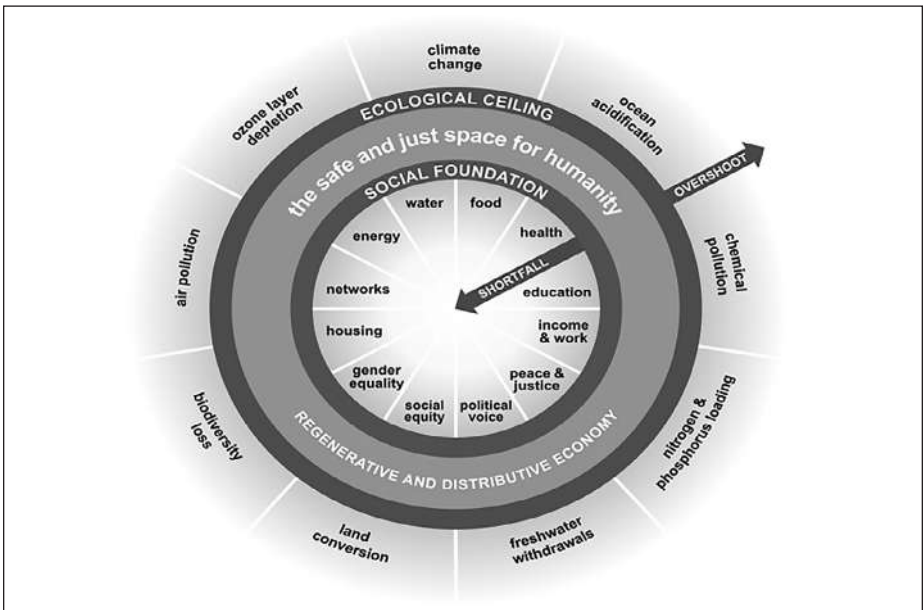 climate
change
ocean
acidification
chemical
pollution
nitrogen &
phosphorus loading
freshwater
withdrawals
land
conversion
biodiversity
loss
air pollution
ozone layer
depletion
ECOLOGICAL CEILING
OVERSHOOT
the safe and just space for humanity
SOCIAL FOUNDATION
water
food
energy
health
SHORTFALL
networks
education
housing
income
& work
gender
equality
peace &
justice
social
equity
political
voice
REGENERATIVE AND DISTRIBUTIVE ECONOMY